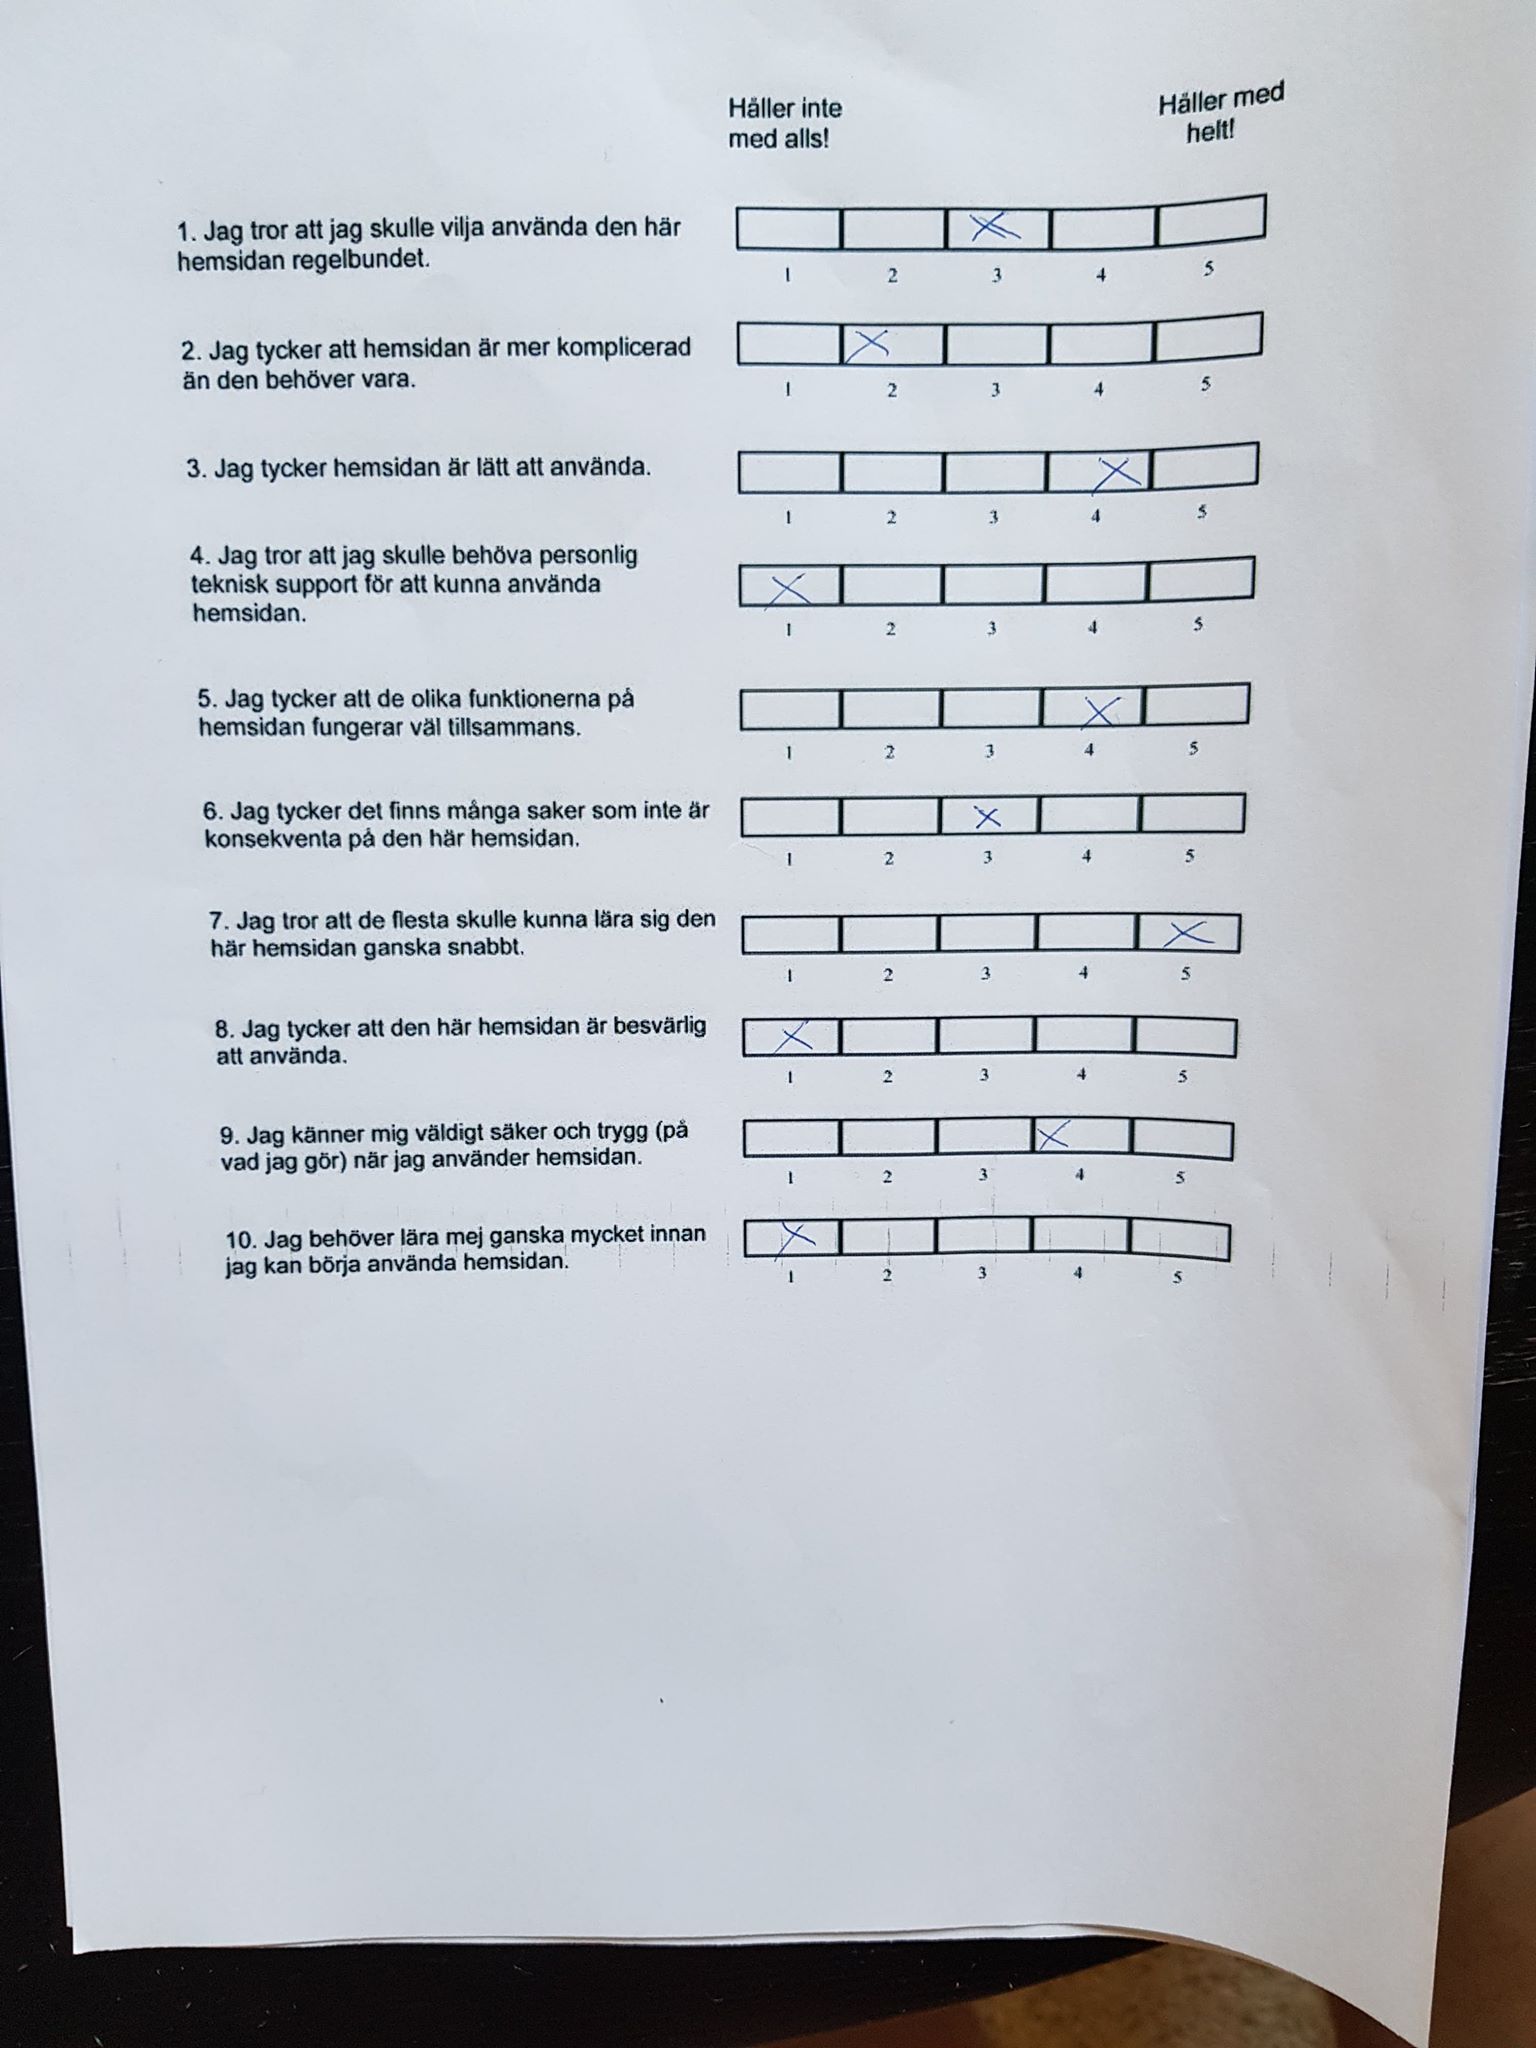 Håller inte
med alls!
Håller med
helt!
1. Jag tror att jag skulle vilja använda den här
hemsidan regelbundet.
1 2 3 4 5
2. Jag tycker att hemsidan är mer komplicerad
än den behöver vara.
1 2 3 4 5
3. Jag tycker hemsidan är lätt att använda.
1 2 3 4 5
4. Jag tror att jag skulle behöva personlig
teknisk support för att kunna använda
hemsidan.
1 2 3 4 5
5. Jag tycker att de olika funktionerna på
hemsidan fungerar väl tillsammans.
1 2 3 4 5
6. Jag tycker det finns många saker som inte är
konsekventa på den här hemsidan.
1 2 3 4 5
7. Jag tror att de flesta skulle kunna lära sig den
här hemsidan ganska snabbt.
1 2 3 4 5
8. Jag tycker att den här hemsidan är besvärlig
att använda.
1 2 3 4 5
9. Jag känner mig väldigt säker och trygg (på
vad jag gör) när jag använder hemsidan.
1 2 3 4 5
10. Jag behöver lära mej ganska mycket innan
jag kan börja använda hemsidan.
1 2 3 4 5